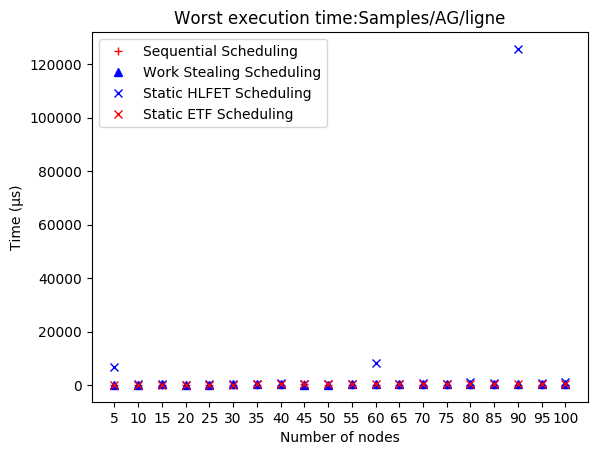 Worst execution time:Samples/AG/ligne
Sequential Scheduling
Work Stealing Scheduling
Static HLFET Scheduling
Static ETF Scheduling
120000
100000
80000
60000
40000
20000
0
Time (µs)
5 10 15 20 25 30 35 40 45 50 55 60 65 70 75 80 85 90 95 100
Number of nodes